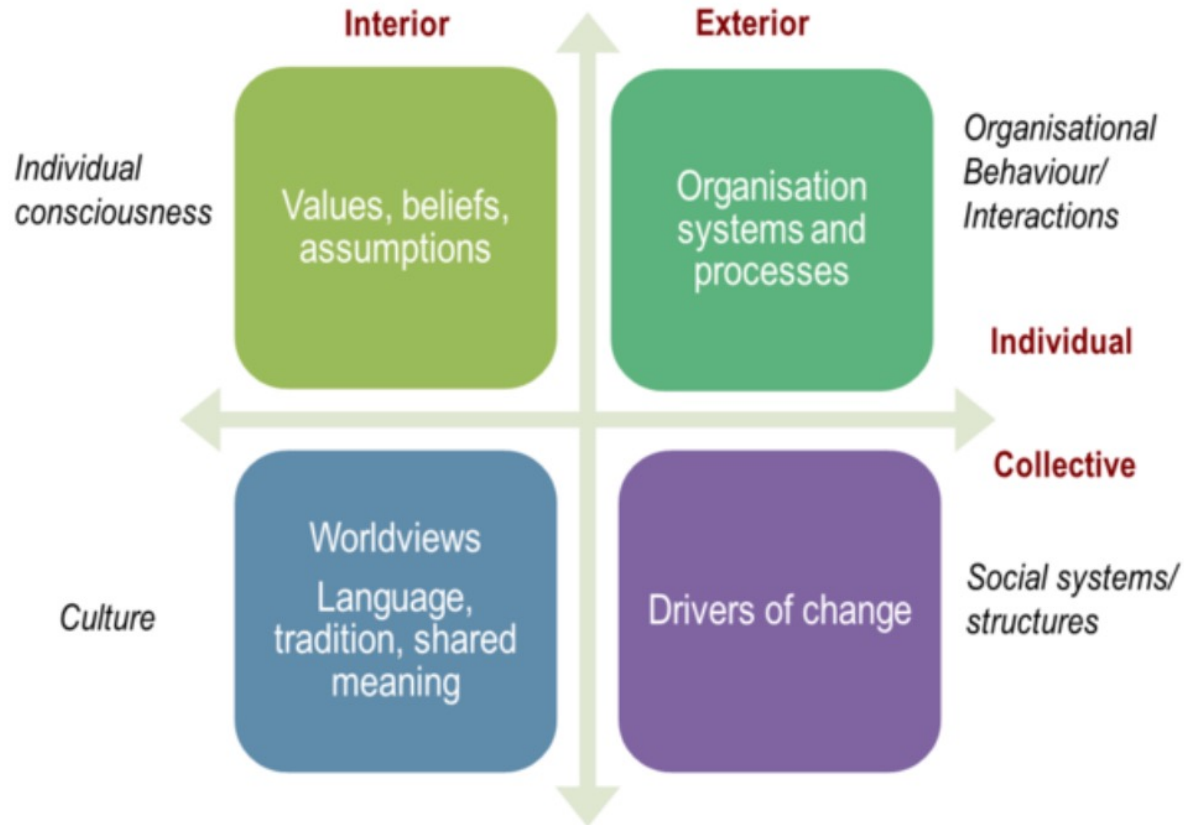 Interior
Exterior
Individual
consciousness
Values, beliefs,
assumptions
Organisation
systems and
processes
Organisational
Behaviour/
Interactions
Individual
Collective
Culture
Worldviews
Language,
tradition, shared
meaning
Drivers of change
Social systems/
structures